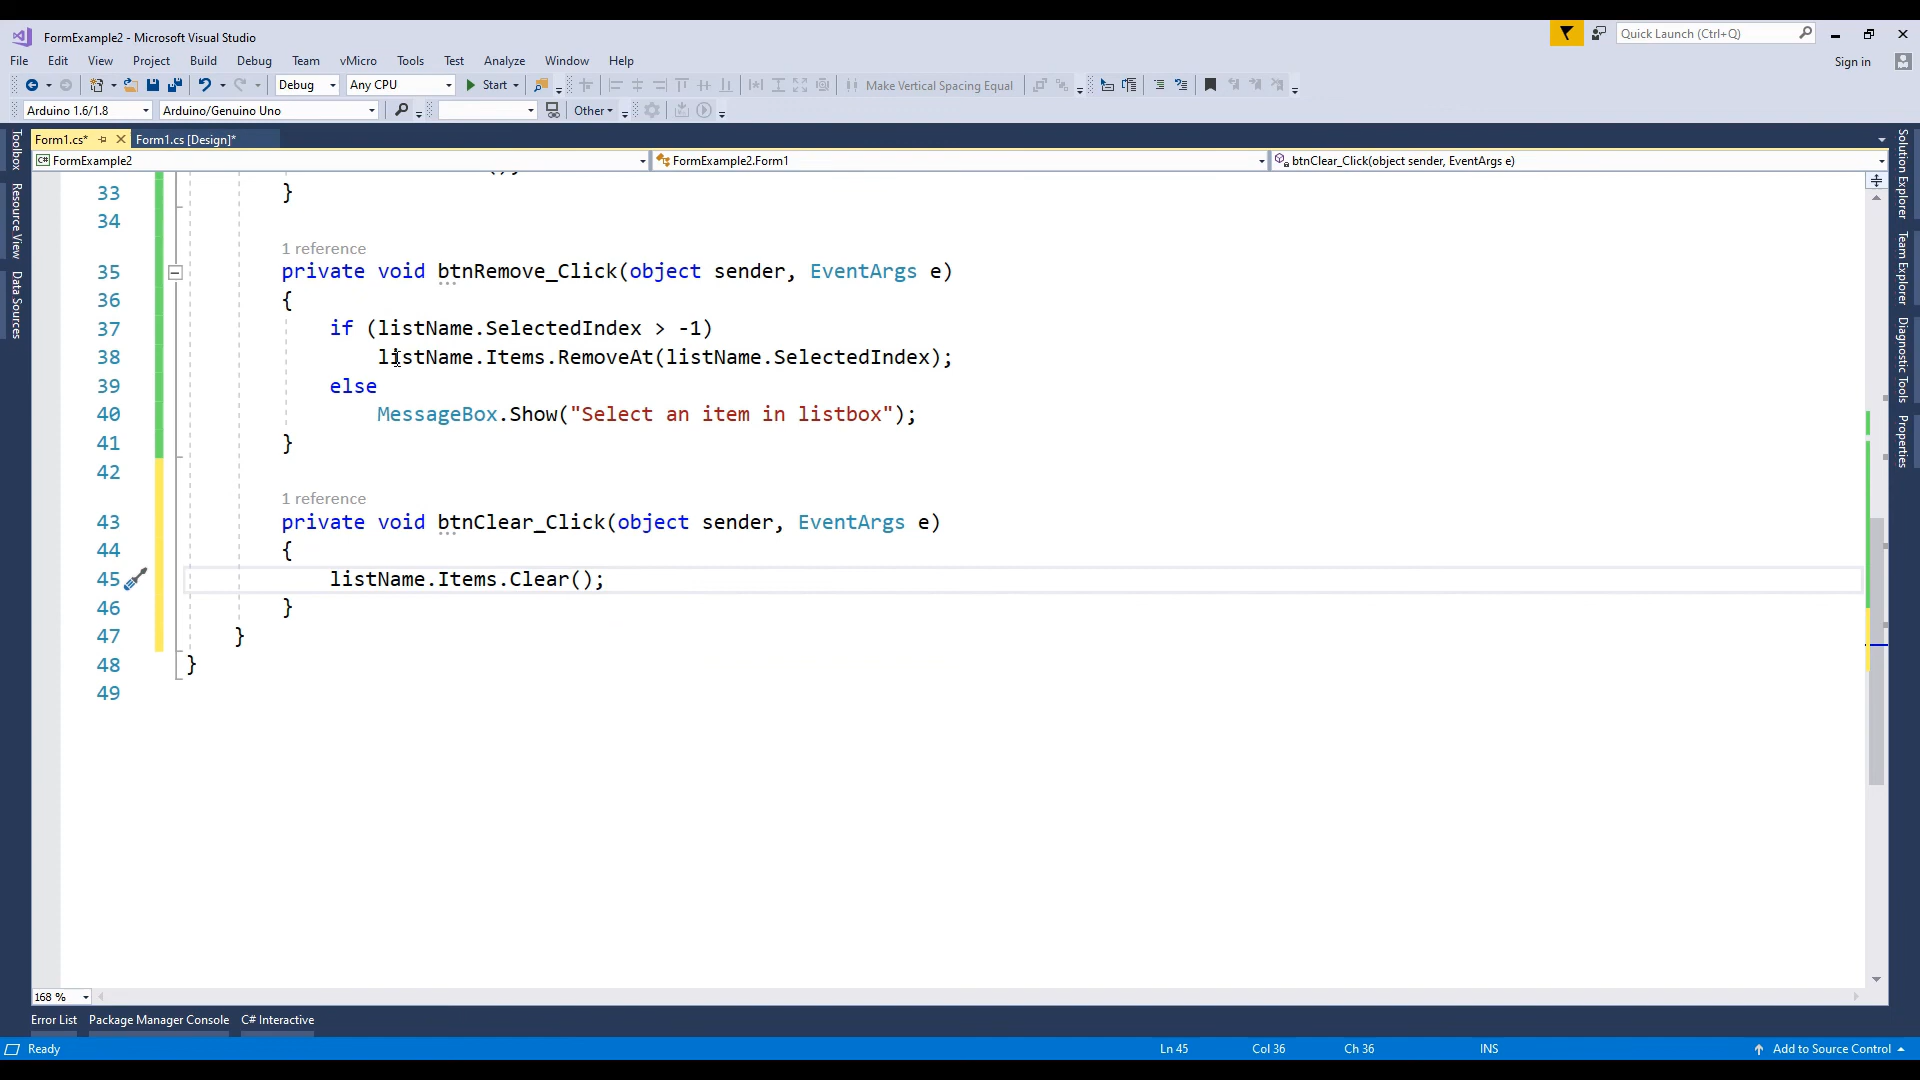 FormExample2 - Microsoft Visual Studio
Quick Launch (Ctrl+Q)
File Edit View Project Build Debug Team vMicro Tools Test Analyze Window Help
Sign in
Debug Any CPU Start Make Vertical Spacing Equal
Arduino 1.6/1.8 Arduino/Genuino Uno Other
Form1.cs* Form1.cs [Design]*
C# FormExample2 FormExample2.Form1 btnClear_Click(object sender, EventArgs e)
Toolbox
Resource View
Data Sources
33 }
34
1 reference
35 private void btnRemove_Click(object sender, EventArgs e)
36 {
37 if (listName.SelectedIndex > -1)
38 listName.Items.RemoveAt(listName.SelectedIndex);
39 else
40 MessageBox.Show("Select an item in listbox");
41 }
42
1 reference
43 private void btnClear_Click(object sender, EventArgs e)
44 {
45 listName.Items.Clear();
46 }
47 }
48 }
49
Solution Explorer
Team Explorer
Diagnostic Tools
Properties
168 %
Error List Package Manager Console C# Interactive
Ready Ln 45 Col 36 Ch 36 INS Add to Source Control